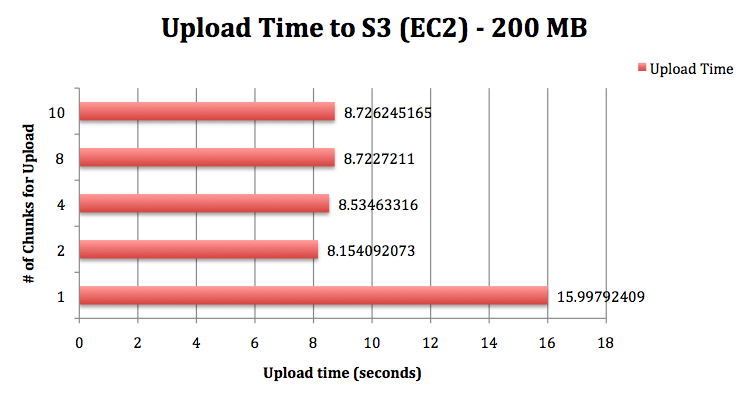 Upload Time to S3 (EC2) - 200 MB
Upload Time
# of Chunks for Upload
10
8.726245165
8
8.7227211
4
8.53463316
2
8.154092073
1
15.99792409
0 2 4 6 8 10 12 14 16 18
Upload time (seconds)